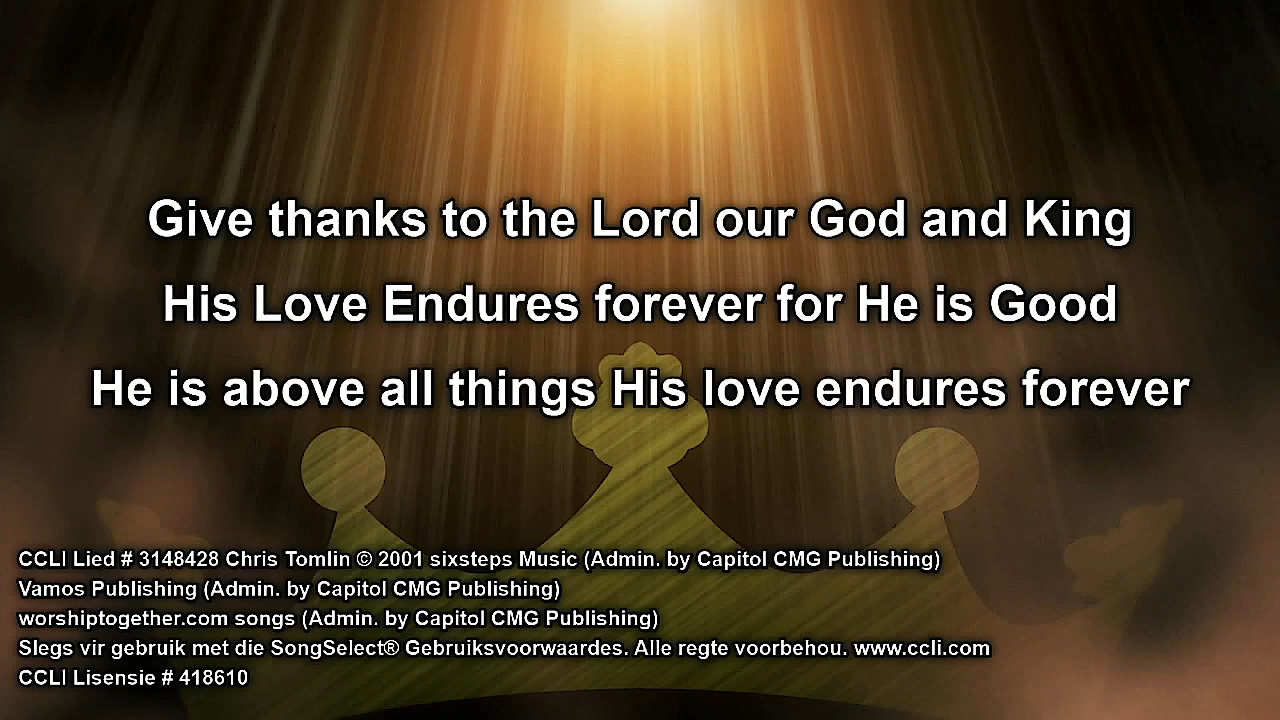 Give thanks to the Lord our God and King
His Love Endures forever for He is Good
He is above all things His love endures forever
CCLI Lied # 3148428 Chris Tomlin © 2001 sixsteps Music (Admin. by Capitol CMG Publishing)
Vamos Publishing (Admin. by Capitol CMG Publishing)
worshiptogether.com songs (Admin. by Capitol CMG Publishing)
Slegs vir gebruik met die SongSelect® Gebruiksvoorwaardes. Alle regte voorbehou. www.ccli.com
CCLI Lisensie # 418610